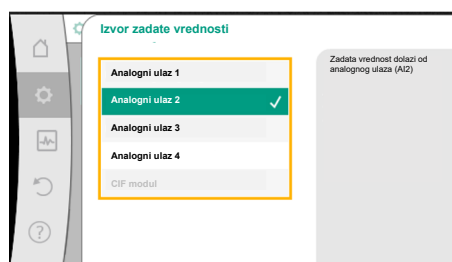 Izvor zadate vrednosti
Analogni ulaz 1
Analogni ulaz 2
Analogni ulaz 3
Analogni ulaz 4
CIF modul
Zadata vrednost dolazi od
analognog ulaza (AI2)
?